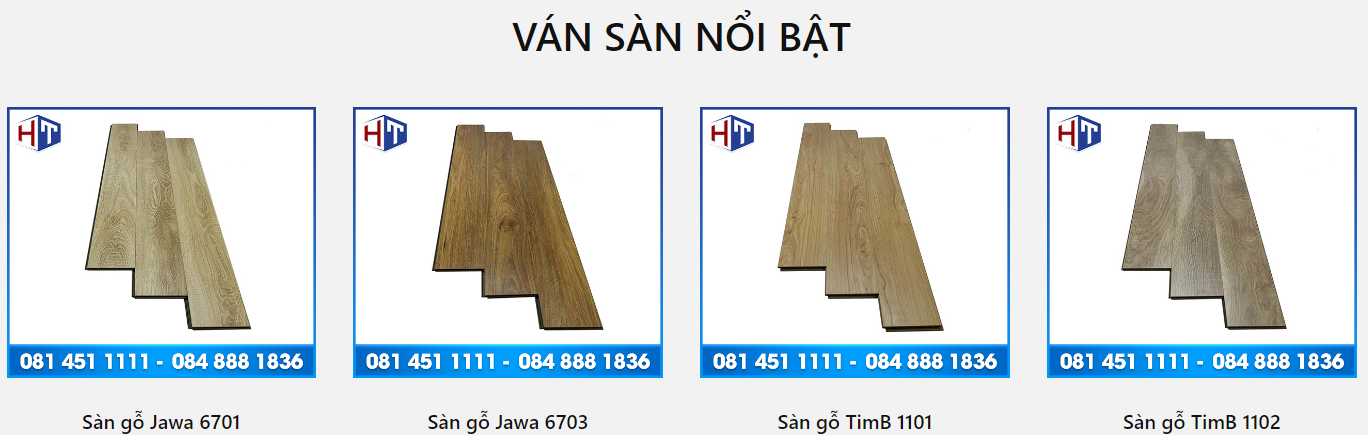 VÁN SÀN NỔI BẬT
HT
HT
HT
HT
081 451 1111 - 084 888 1836
081 451 1111 - 084 888 1836
081 451 1111 - 084 888 1836
081 451 1111 - 084 888 1836
Sàn gỗ Jawa 6701
Sàn gỗ Jawa 6703
Sàn gỗ TimB 1101
Sàn gỗ TimB 1102